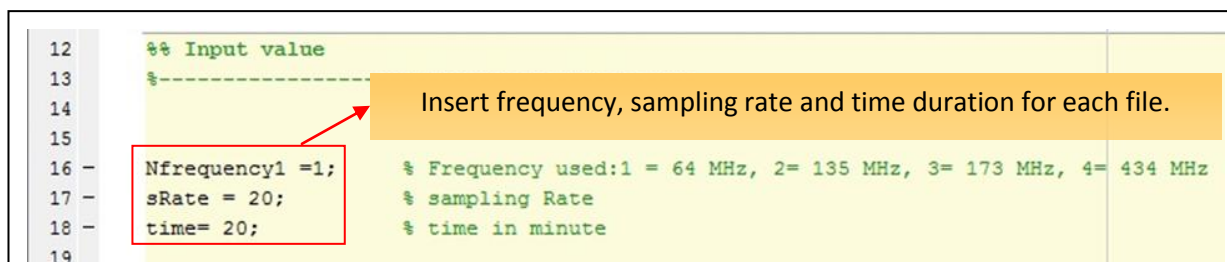 12 %% Input value
13 %-----------------
Insert frequency, sampling rate and time duration for each file.
14
15
16 - Nfrequency1 =1; % Frequency used:1 = 64 MHz, 2= 135 MHz, 3= 173 MHz, 4= 434 MHz
17 - sRate = 20; % sampling Rate
18 - time= 20; % time in minute
19